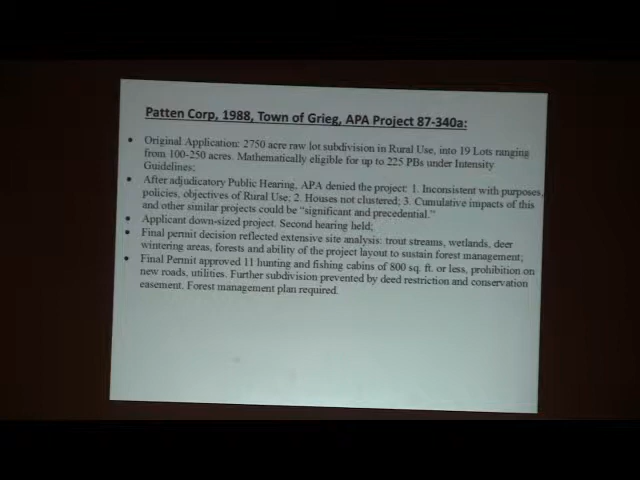 Patten Corp, 1988, Town of Grieg, APA Project 87-340a:
• Original Application: 2750 acre raw lot subdivision in Rural Use, into 19 Lots ranging
from 100-250 acres. Mathematically eligible for up to 225 PBs under Intensity
Guidelines;
• After adjudicatory Public Hearing, APA denied the project: 1. Inconsistent with purposes,
policies, objectives of Rural Use; 2. Houses not clustered; 3. Cumulative impacts of this
and other similar projects could be “significant and precedential.”
• Applicant down-sized project. Second hearing held;
• Final permit decision reflected extensive site analysis: trout streams, wetlands, deer
wintering areas, forests and ability of the project layout to sustain forest management;
• Final Permit approved 11 hunting and fishing cabins of 800 sq. ft. or less, prohibition on
new roads, utilities. Further subdivision prevented by deed restriction and conservation
easement. Forest management plan required.